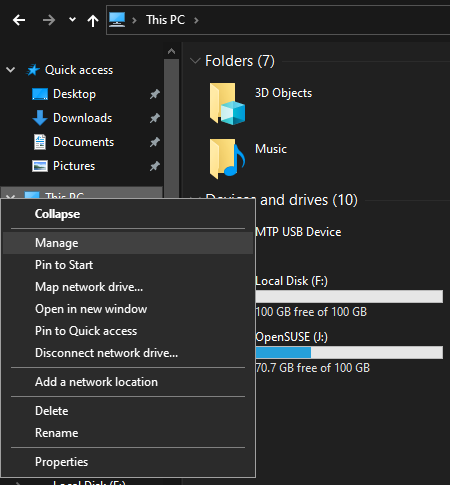 This PC
Quick access
Desktop
Downloads
Documents
Pictures
This PC
Collapse
Manage
Pin to Start
Map network drive...
Open in new window
Pin to Quick access
Disconnect network drive...
Add a network location
Delete
Rename
Properties
Local Disk (F:)
Folders (7)
3D Objects
Music
Devices and drives (10)
MTP USB Device
Local Disk (F:)
100 GB free of 100 GB
OpenSUSE (J:)
70.7 GB free of 100 GB